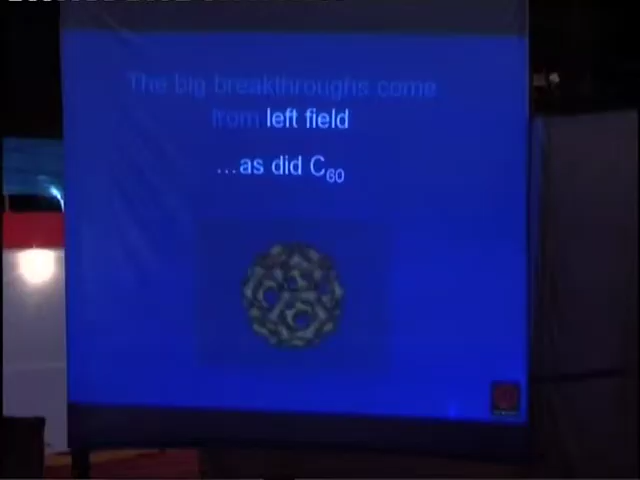 The big breakthroughs come
from left field
...as did C₆₀